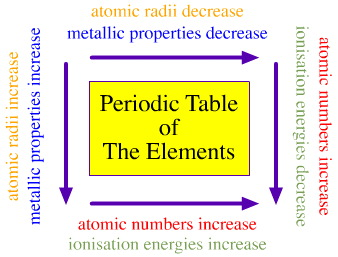 atomic radii decrease
metallic properties decrease
atomic radii increase
metallic properties increase
Periodic Table
of
The Elements
ionisation energies decrease
atomic numbers increase
atomic numbers increase
ionisation energies increase